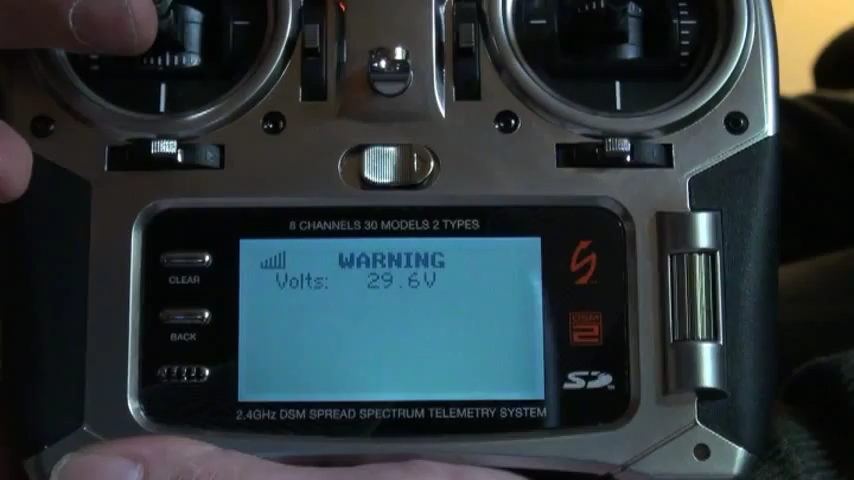 8 CHANNELS 30 MODELS 2 TYPES
WARNING
Volts: 29.6V
CLEAR
BACK
2
SD
2.4GHz DSM SPREAD SPECTRUM TELEMETRY SYSTEM